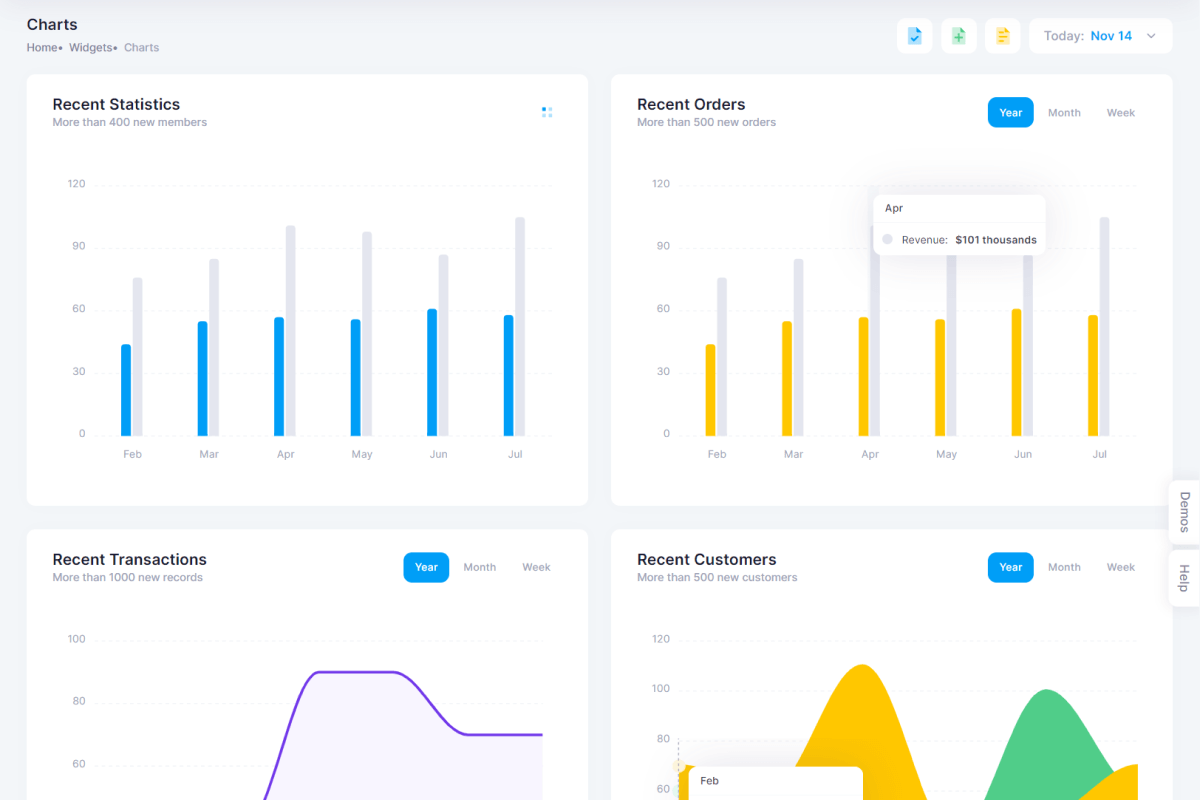 Charts
Home• Widgets• Charts
Today: Nov 14
Recent Statistics
More than 400 new members
120
90
60
30
0
Feb Mar Apr May Jun Jul
Recent Orders
More than 500 new orders
Year Month Week
120
90
60
30
0
Apr
Revenue: $101 thousands
Feb Mar Apr May Jun Jul
Demos
Help
Recent Transactions
More than 1000 new records
Year Month Week
100
80
60
Recent Customers
More than 500 new customers
Year Month Week
120
100
80
60
Feb